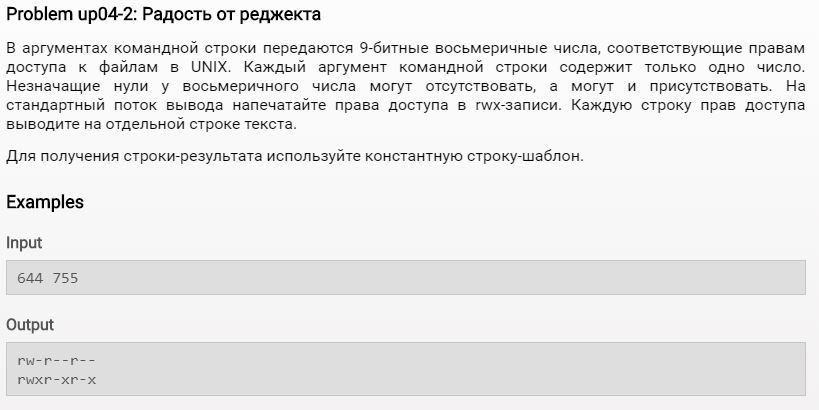 Problem up04-2: Радость от реджекта
В аргументах командной строки передаются 9-битные восьмеричные числа, соответствующие правам
доступа к файлам в UNIX. Каждый аргумент командной строки содержит только одно число.
Незначащие нули у восьмеричного числа могут отсутствовать, а могут и присутствовать. На
стандартный поток вывода напечатайте права доступа в rwx-записи. Каждую строку прав доступа
выводите на отдельной строке текста.
Для получения строки-результата используйте константную строку-шаблон.
Examples
Input
644 755
Output
rw-r--r--
rwxr-xr-x